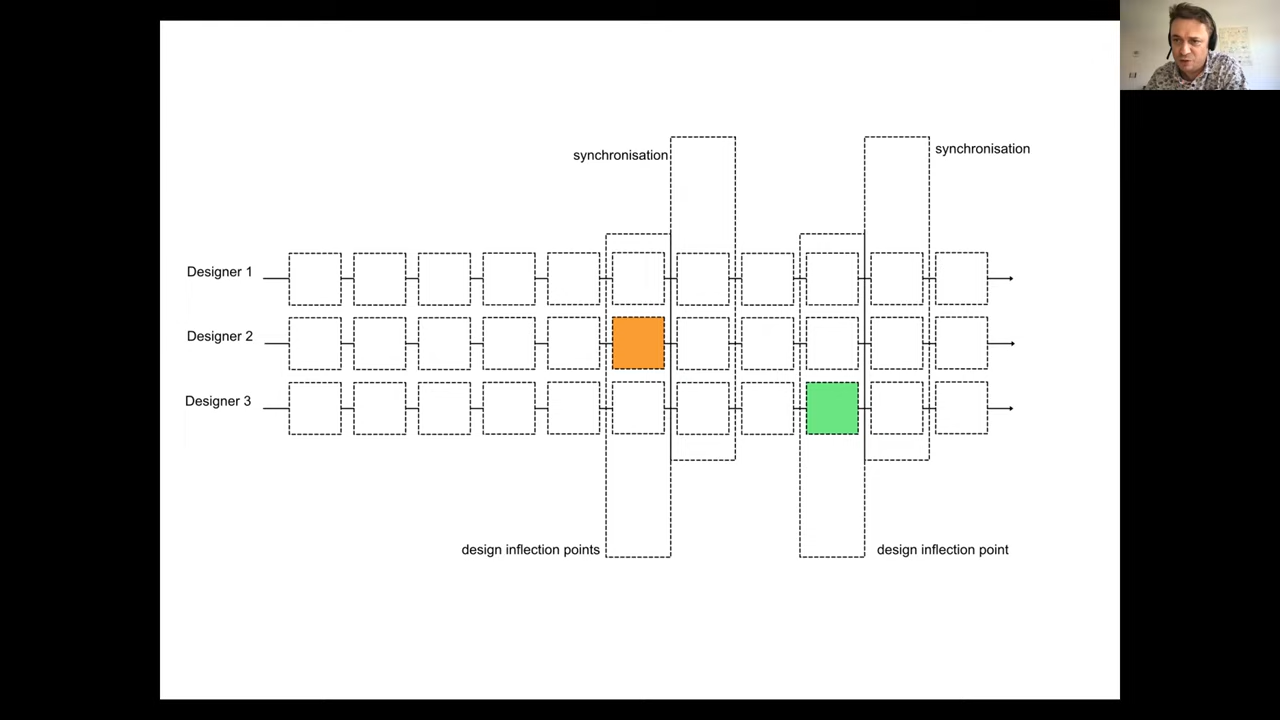 synchronisation
synchronisation
Designer 1
Designer 2
Designer 3
design inflection points
design inflection point